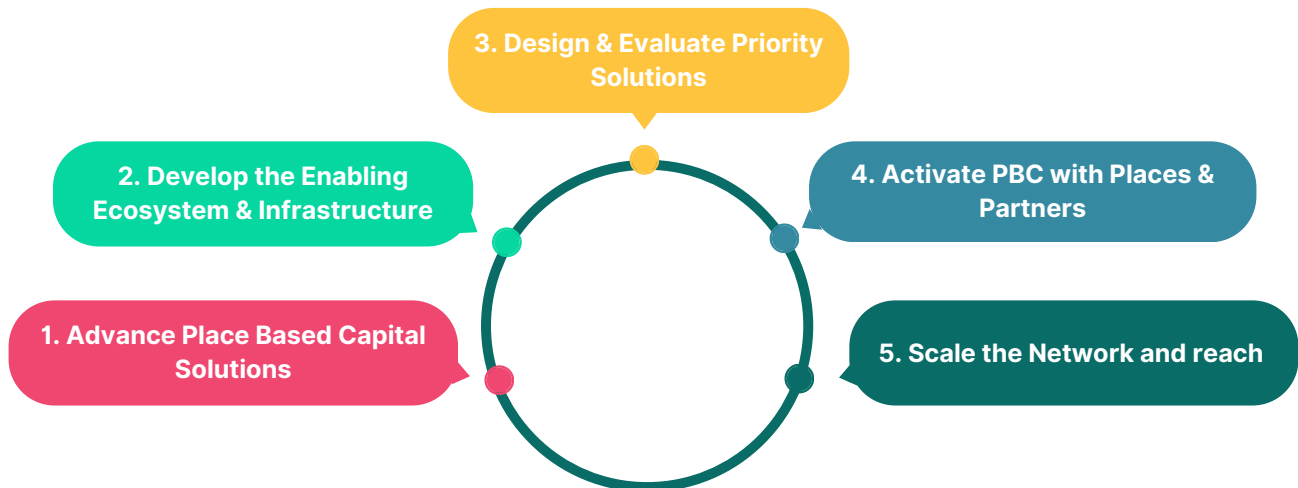 3. Design & Evaluate Priority
Solutions
2. Develop the Enabling
Ecosystem & Infrastructure
4. Activate PBC with Places &
Partners
1. Advance Place Based Capital
Solutions
5. Scale the Network and reach